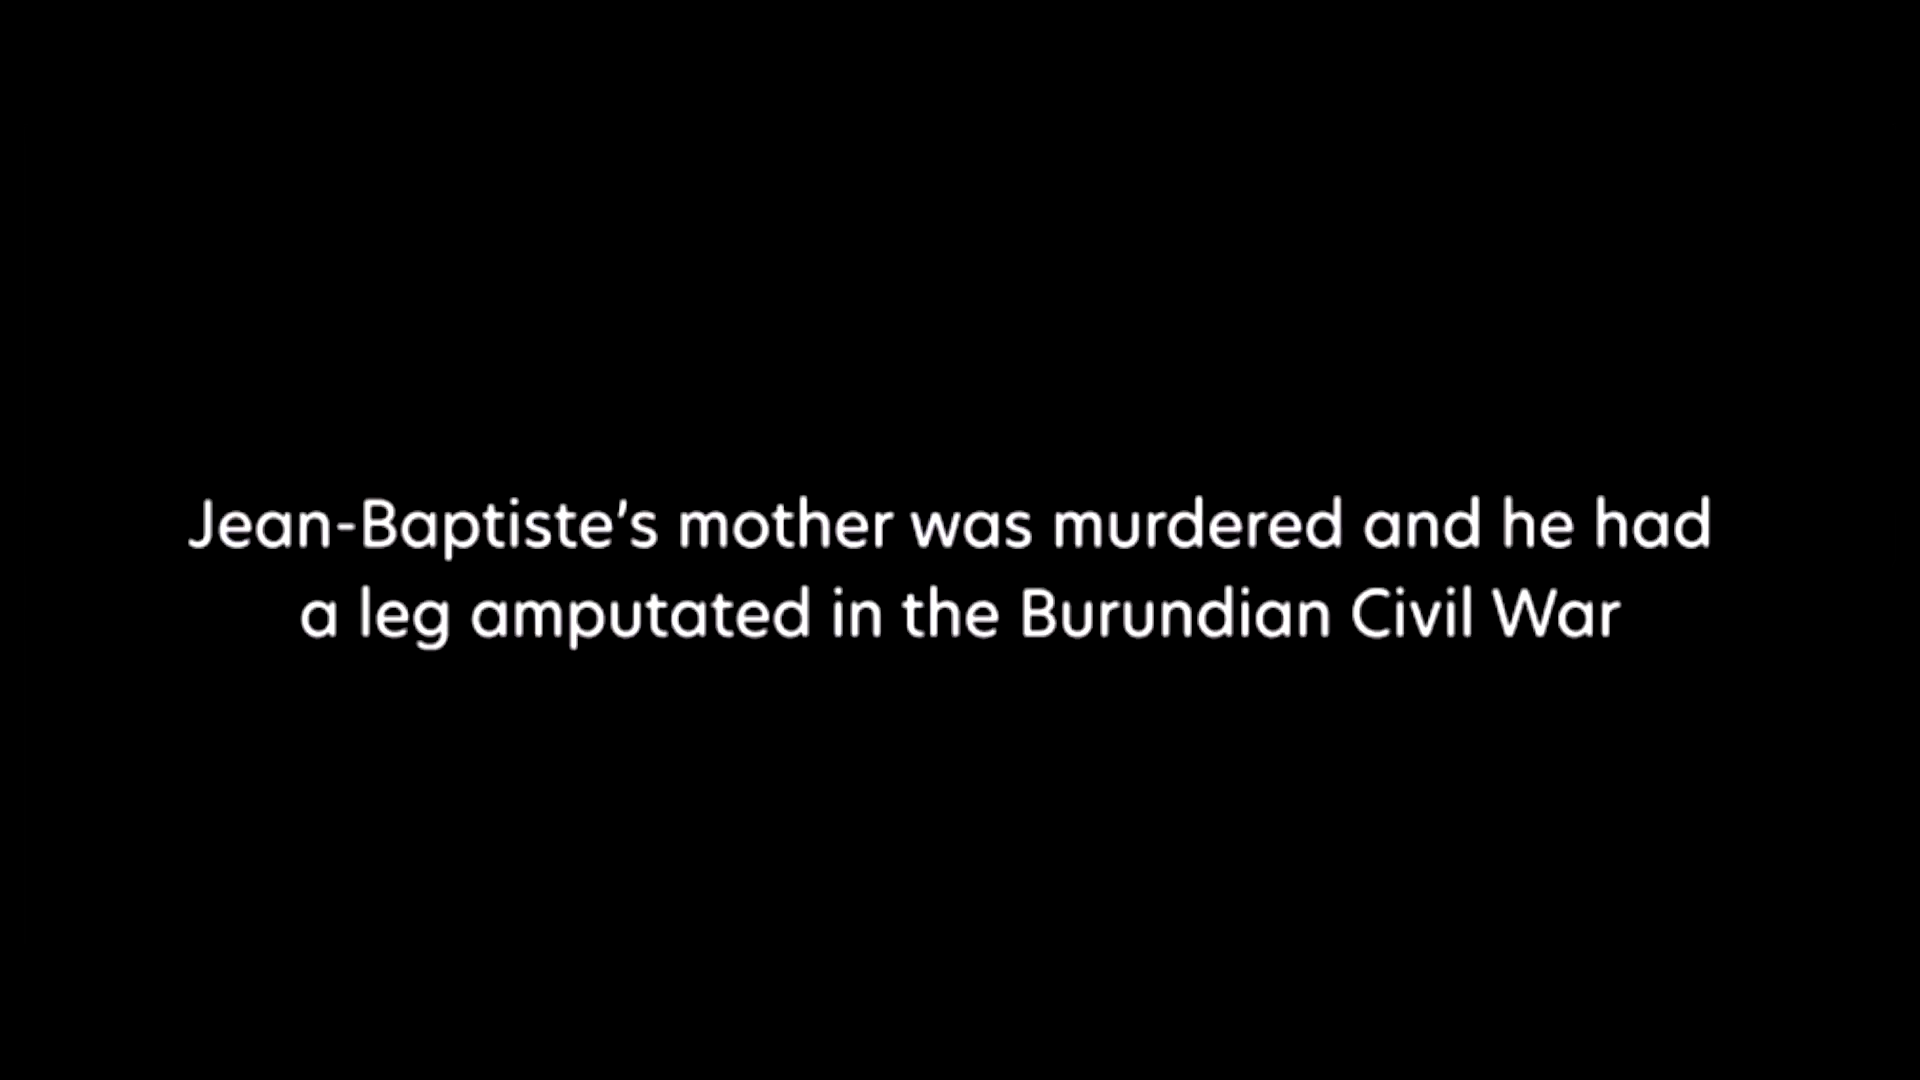 Jean-Baptiste’s mother was murdered and he had
a leg amputated in the Burundian Civil War